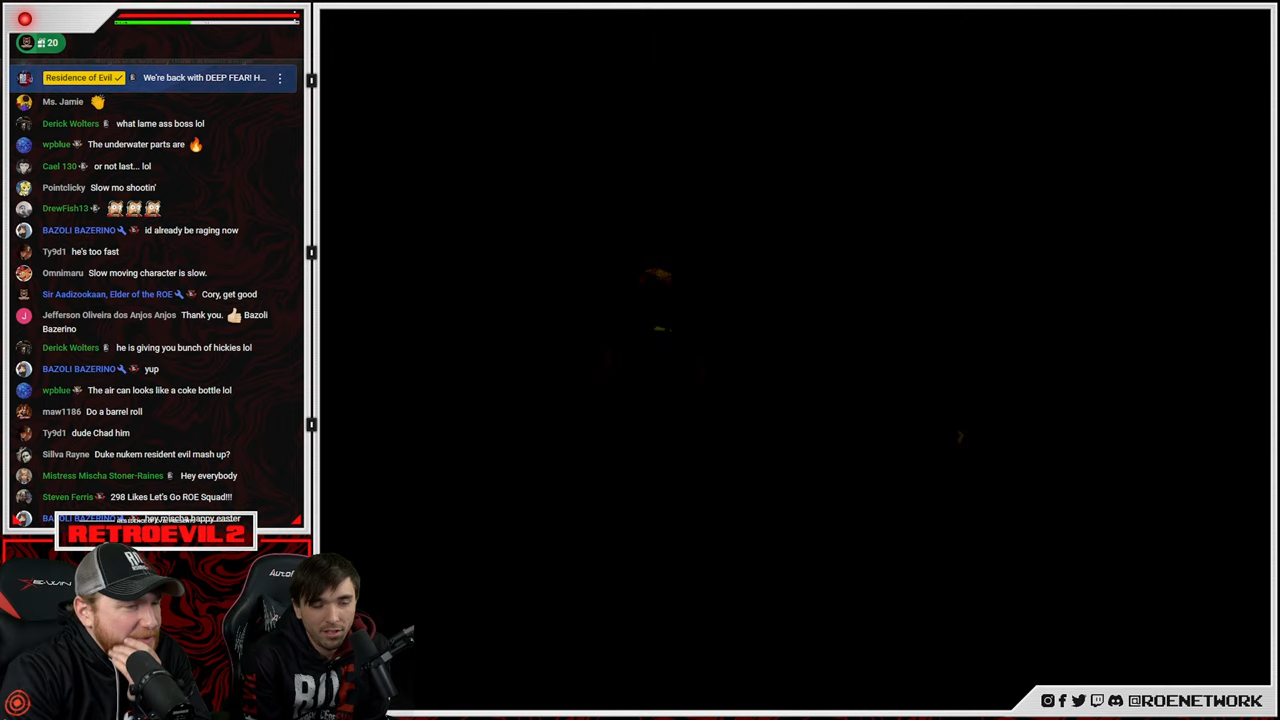 20
Residence of Evil We're back with DEEP FEAR! H...
Ms. Jamie
Derick Wolters what lame ass boss lol
wpblue The underwater parts are
Cael 130 or not last... lol
Pointclicky Slow mo shootin'
DrewFish13
BAZOLI BAZERINO id already be raging now
Ty9d1 he's too fast
Omnimaru Slow moving character is slow.
Sir Aadizookaan, Elder of the ROE Cory, get good
Jefferson Oliveira dos Anjos Anjos Thank you. Bazoli
Bazerino
Derick Wolters he is giving you bunch of hickies lol
BAZOLI BAZERINO yup
wpblue The air can looks like a coke bottle lol
maw1186 Do a barrel roll
Ty9d1 dude Chad him
Sillva Rayne Duke nukem resident evil mash up?
Mistress Mischa Stoner-Raines Hey everybody
Steven Ferris 298 Likes Let's Go ROE Squad!!!
BAZOLI BAZERINO hey mischa happy easter
RETROEVIL 2
@ROENETWORK